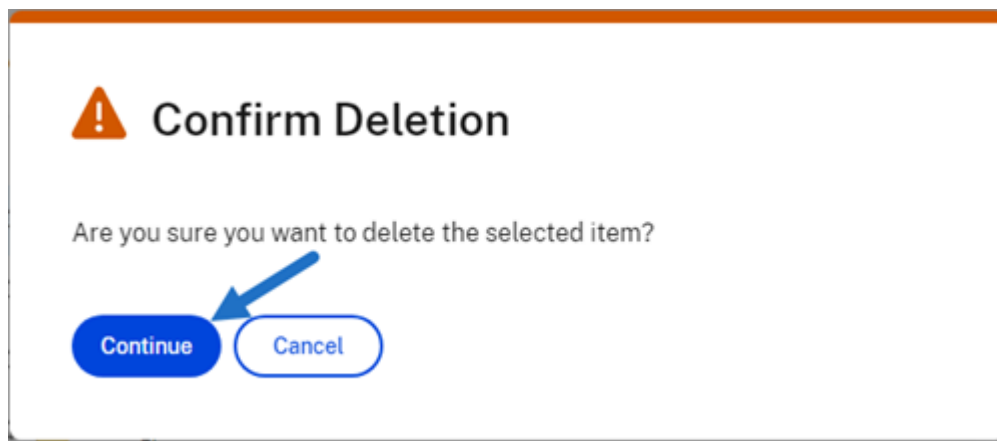 Confirm Deletion
Are you sure you want to delete the selected item?
Continue Cancel